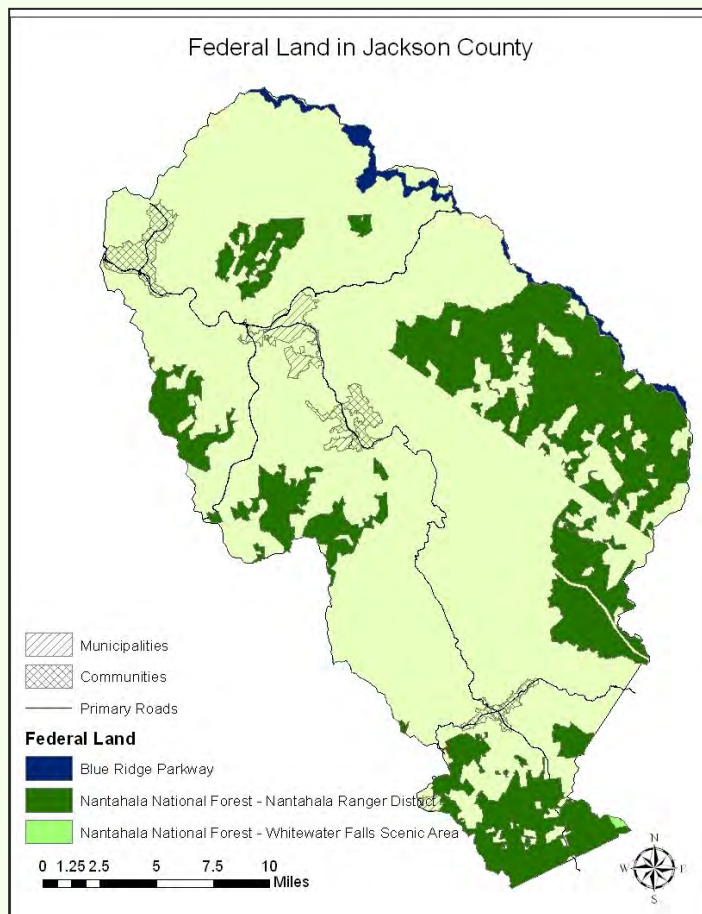 Federal Land in Jackson County
Municipalities
Communities
Primary Roads
Federal Land
Blue Ridge Parkway
Nantahala National Forest - Nantahala Ranger District
Nantahala National Forest - Whitewater Falls Scenic Area
0 1.25 2.5 5 7.5 10
Miles
N
W E
S